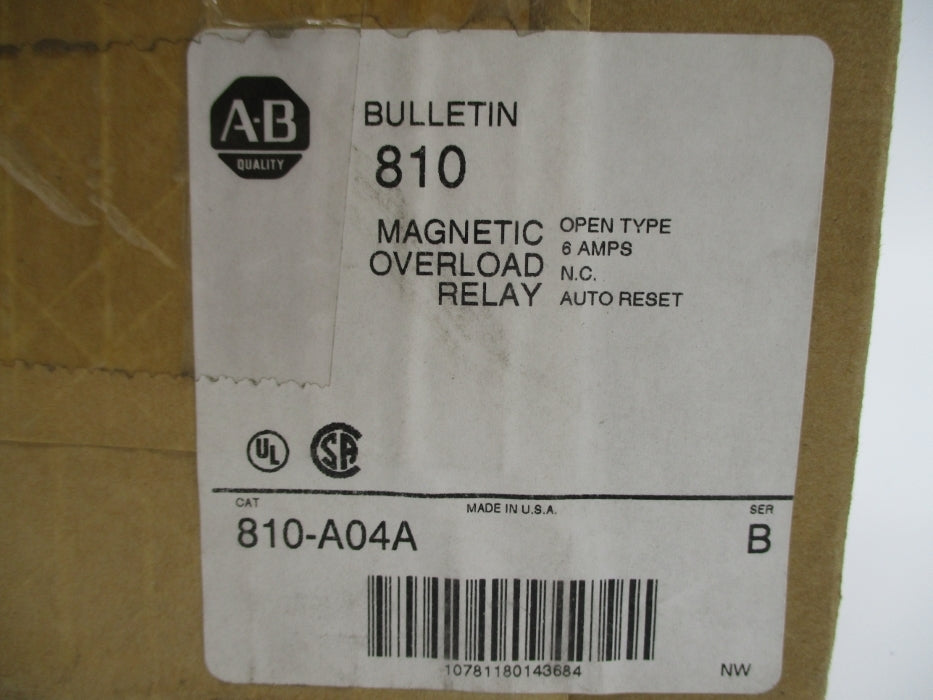 A-B
QUALITY
BULLETIN
810
MAGNETIC
OVERLOAD
RELAY
OPEN TYPE
6 AMPS
N.C.
AUTO RESET
UL
SA
CAT
MADE IN U.S.A.
SER
810-A04A
B
10781180143684
NW